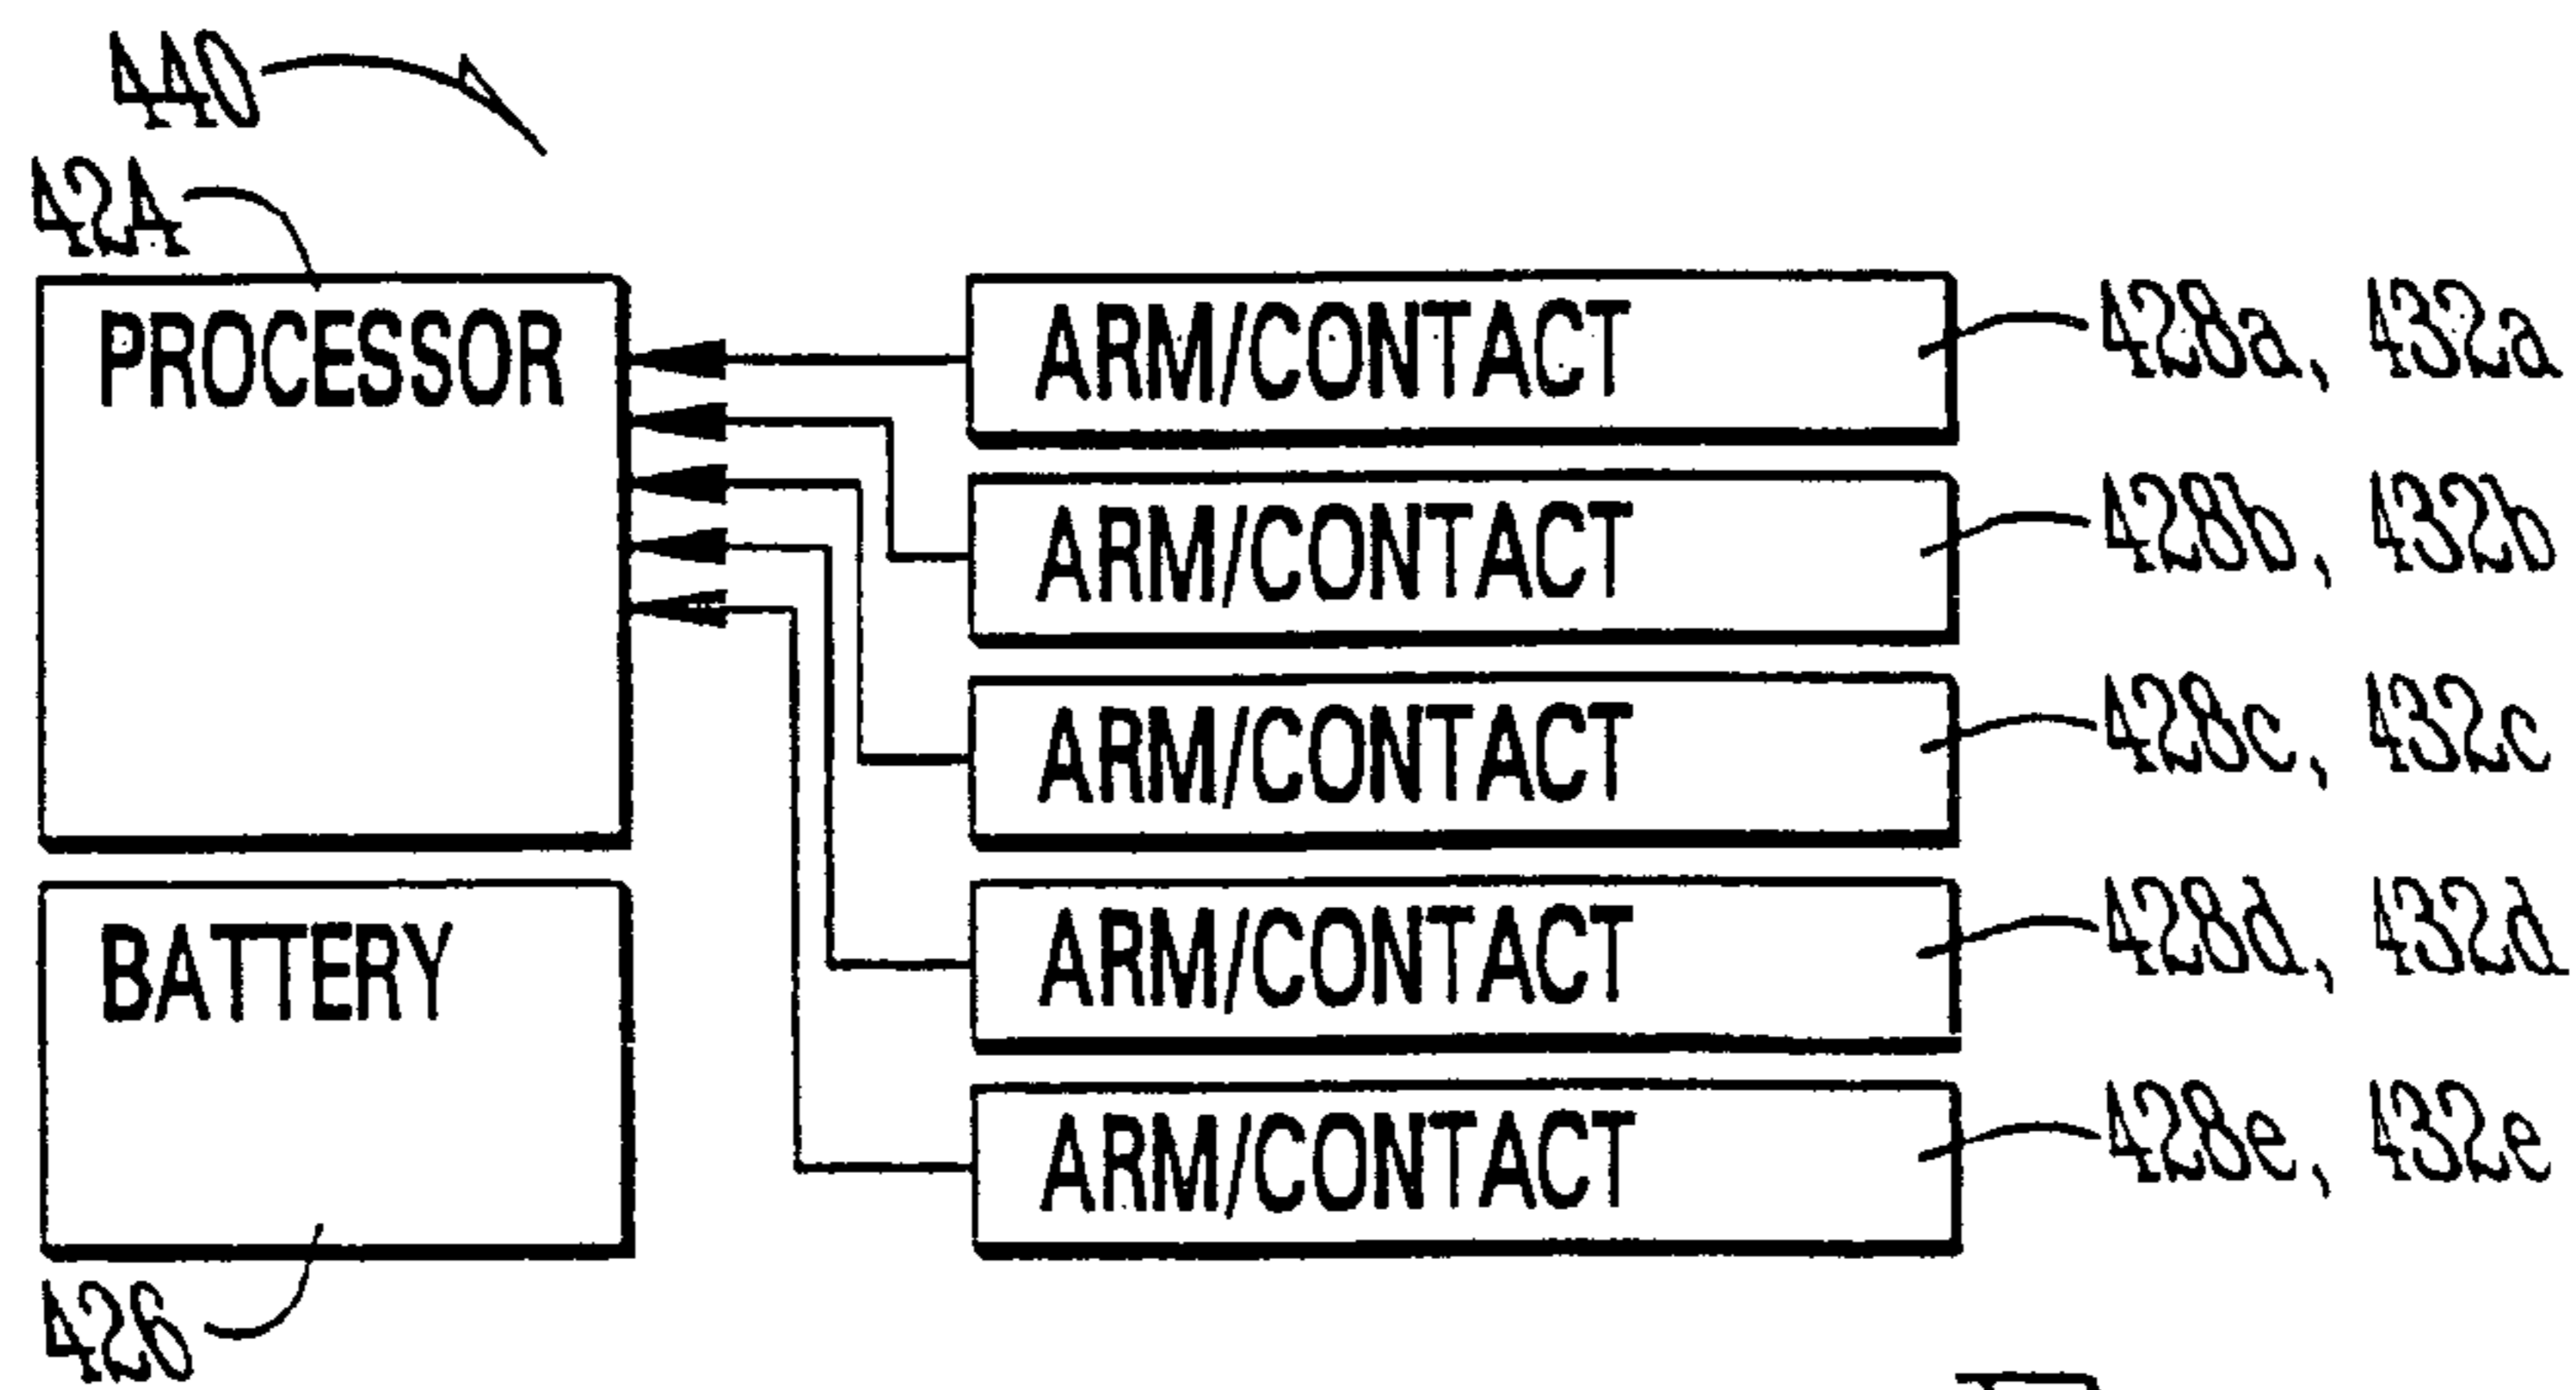 440
424
PROCESSOR
ARM/CONTACT 428a, 432a
ARM/CONTACT 428b, 432b
ARM/CONTACT 428c, 432c
BATTERY
ARM/CONTACT 428d, 432d
ARM/CONTACT 428e, 432e
426